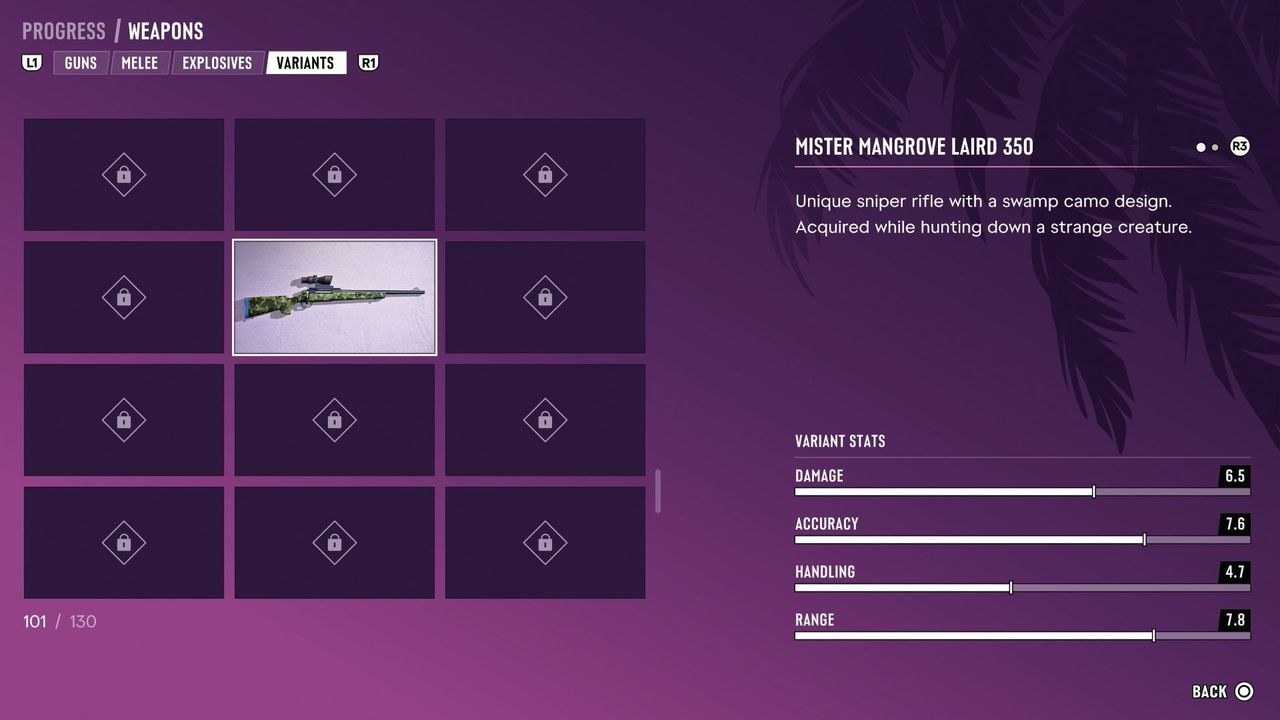 PROGRESS / WEAPONS
L1 GUNS MELEE EXPLOSIVES VARIANTS R1
MISTER MANGROVE LAIRD 350 R3
Unique sniper rifle with a swamp camo design.
Acquired while hunting down a strange creature.
VARIANT STATS
DAMAGE 6.5
ACCURACY 7.6
HANDLING 4.7
RANGE 7.8
101 / 130
BACK